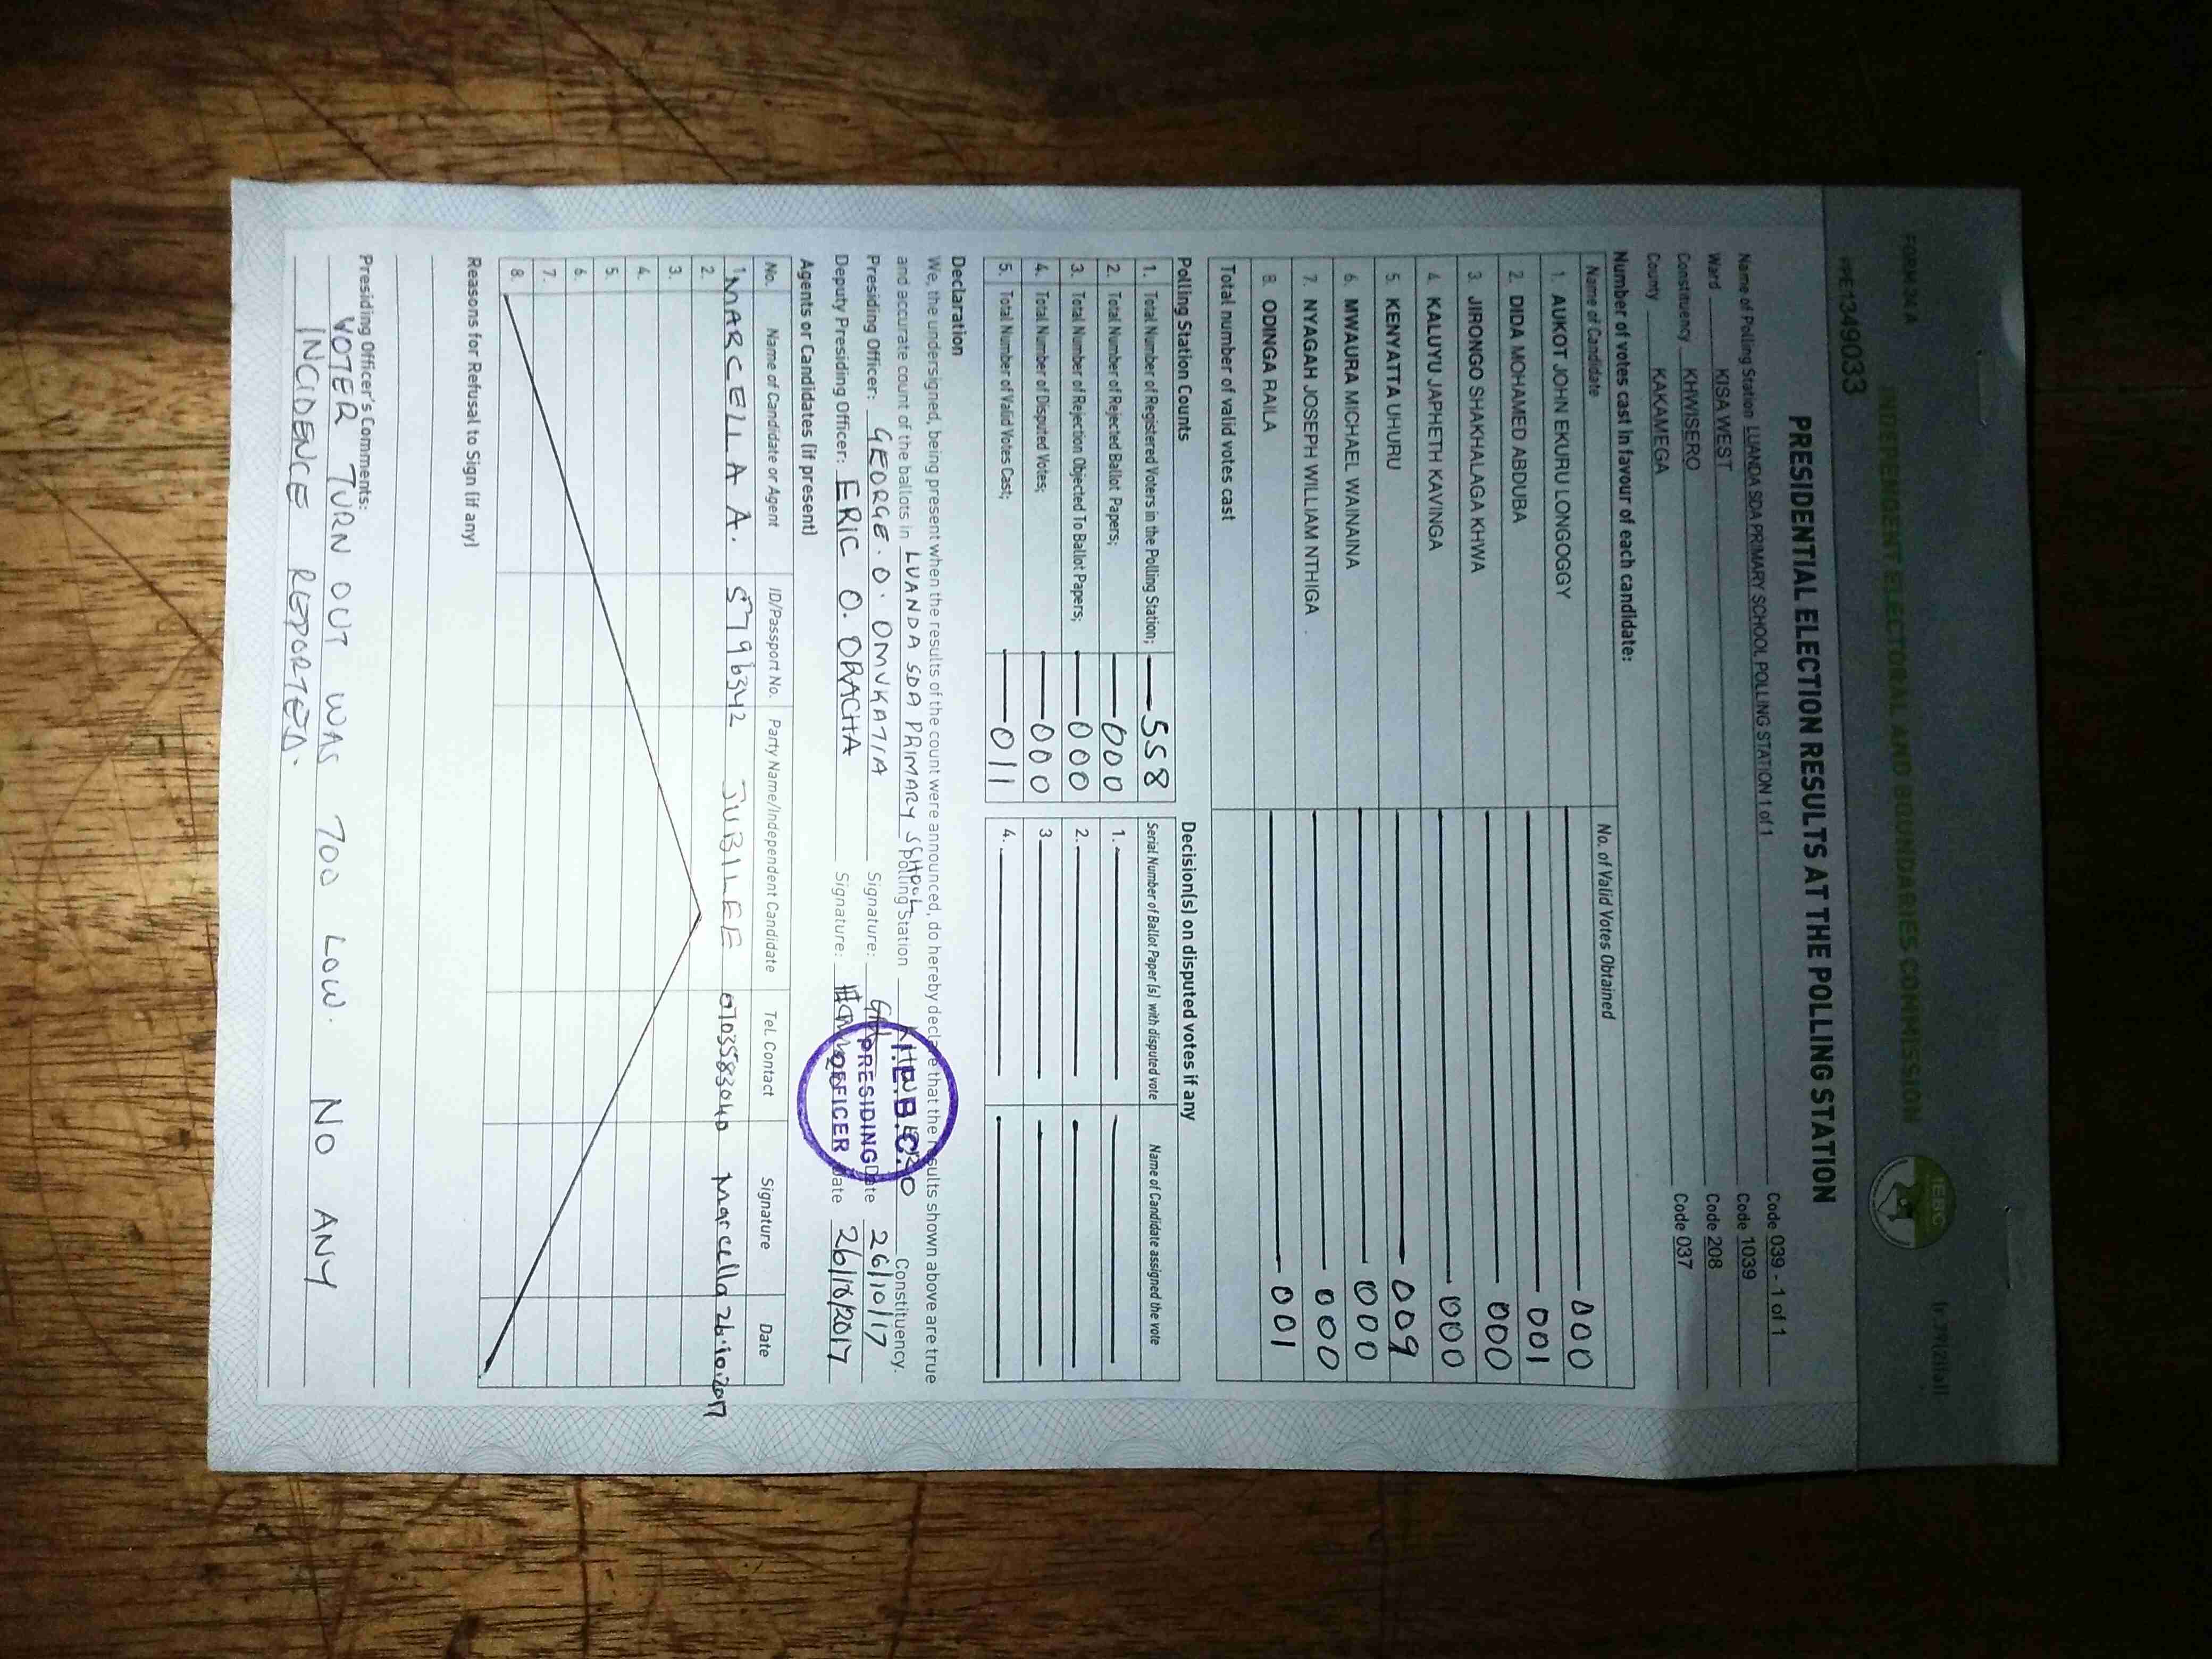 FORM 34 A
INDEPENDENT ELECTORAL AND BOUNDARIES COMMISSION
IEBC
PRESIDENTIAL ELECTION RESULTS AT THE POLLING STATION
Name of Polling Station LUANDA SDA PRIMARY SCHOOL POLLING STATION 1 of 1 Code 039 - 1 of 1
Ward KISA WEST Code 1039
Constituency KHWISERO Code 208
County KAKAMEGA Code 037
Number of votes cast in favour of each candidate:
Name of Candidate No. of Valid Votes Obtained
1. AUKOT JOHN EKURU LONGOGGY 000
2. DIDA MOHAMED ABDUBA 001
3. JIRONGO SHAKHALAGA KHWA 000
4. KALUYU JAPHETH KAVINGA 000
5. KENYATTA UHURU 009
6. MWAURA MICHAEL WAINAINA 000
7. NYAGAH JOSEPH WILLIAM NTHIGA 000
8. ODINGA RAILA 001
Total number of valid votes cast
Polling Station Counts
1. Total Number of Registered Voters in the Polling Station; 558
2. Total Number of Rejected Ballot Papers; 000
3. Total Number of Rejection Objected To Ballot Papers; 000
4. Total Number of Disputed Votes; 000
5. Total Number of Valid Votes Cast; 011
Decision(s) on disputed votes if any
Serial Number of Ballot Paper (s) with disputed vote Name of Candidate assigned the vote
1.
2.
3
4.
Declaration
We, the undersigned, being present when the results of the count were announced, do hereby declare that the results shown above are true
and accurate count of the ballots in LUANDA SDA PRIMARY SCHOOL Polling Station KHWISERO Constituency.
Presiding Officer: GEORGE . O . OMUKATIA Signature: Date 26/10/17
Deputy Presiding Officer: ERIC O. ORACHA Signature: Date 26/10/2017
I.E.B.C.
PRESIDING
OFFICER
Agents or Candidates (if present)
No. Name of Candidate or Agent ID/Passport No. Party Name/Independent Candidate Tel. Contact Signature Date
1. MARCELLA A. 5796342 JUBILEE 0703583040 Marcella 26.10.2017
2.
3.
4.
5.
6.
7.
8.
Reasons for Refusal to Sign (if any)
Presiding Officer's Comments:
VOTER TURN OUT WAS TOO LOW. NO ANY
INCIDENCE REPORTED.